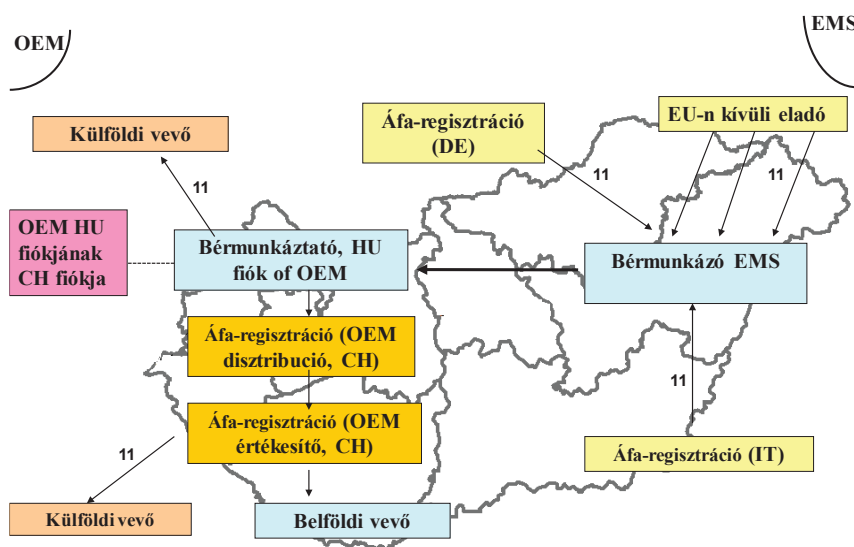 OEM
EMS
Külföldi vevő
Áfa-regisztráció
(DE)
EU-n kívüli eladó
11
11
11
OEM HU
fiókjának
CH fiókja
Bérmunkáztató, HU
fiók of OEM
Bérmunkázó EMS
Áfa-regisztráció (OEM
disztribució, CH)
11
Áfa-regisztráció (OEM
értékesítő, CH)
11
Áfa-regisztráció (IT)
Külföldi vevő
Belföldi vevő